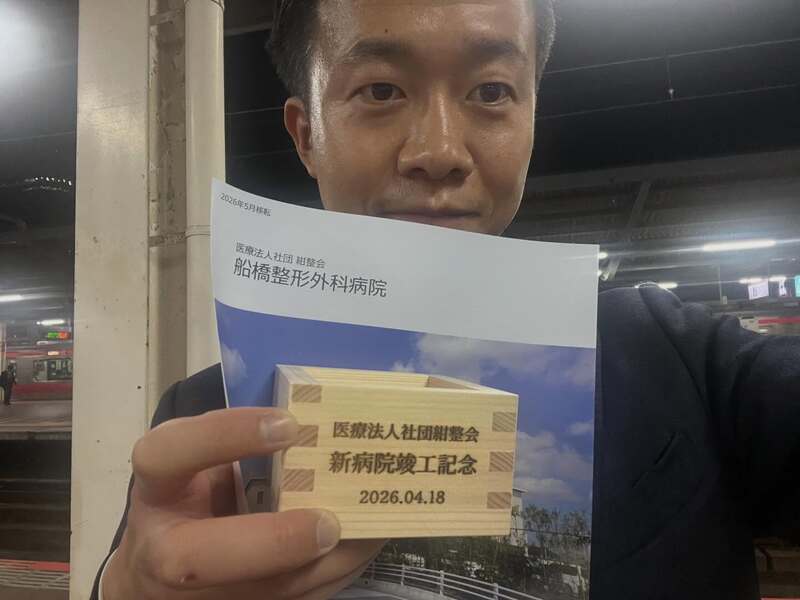 2026年5月移転
医療法人社団 紺整会
船橋整形外科病院
医療法人社団紺整会
新病院竣工記念
2026.04.18